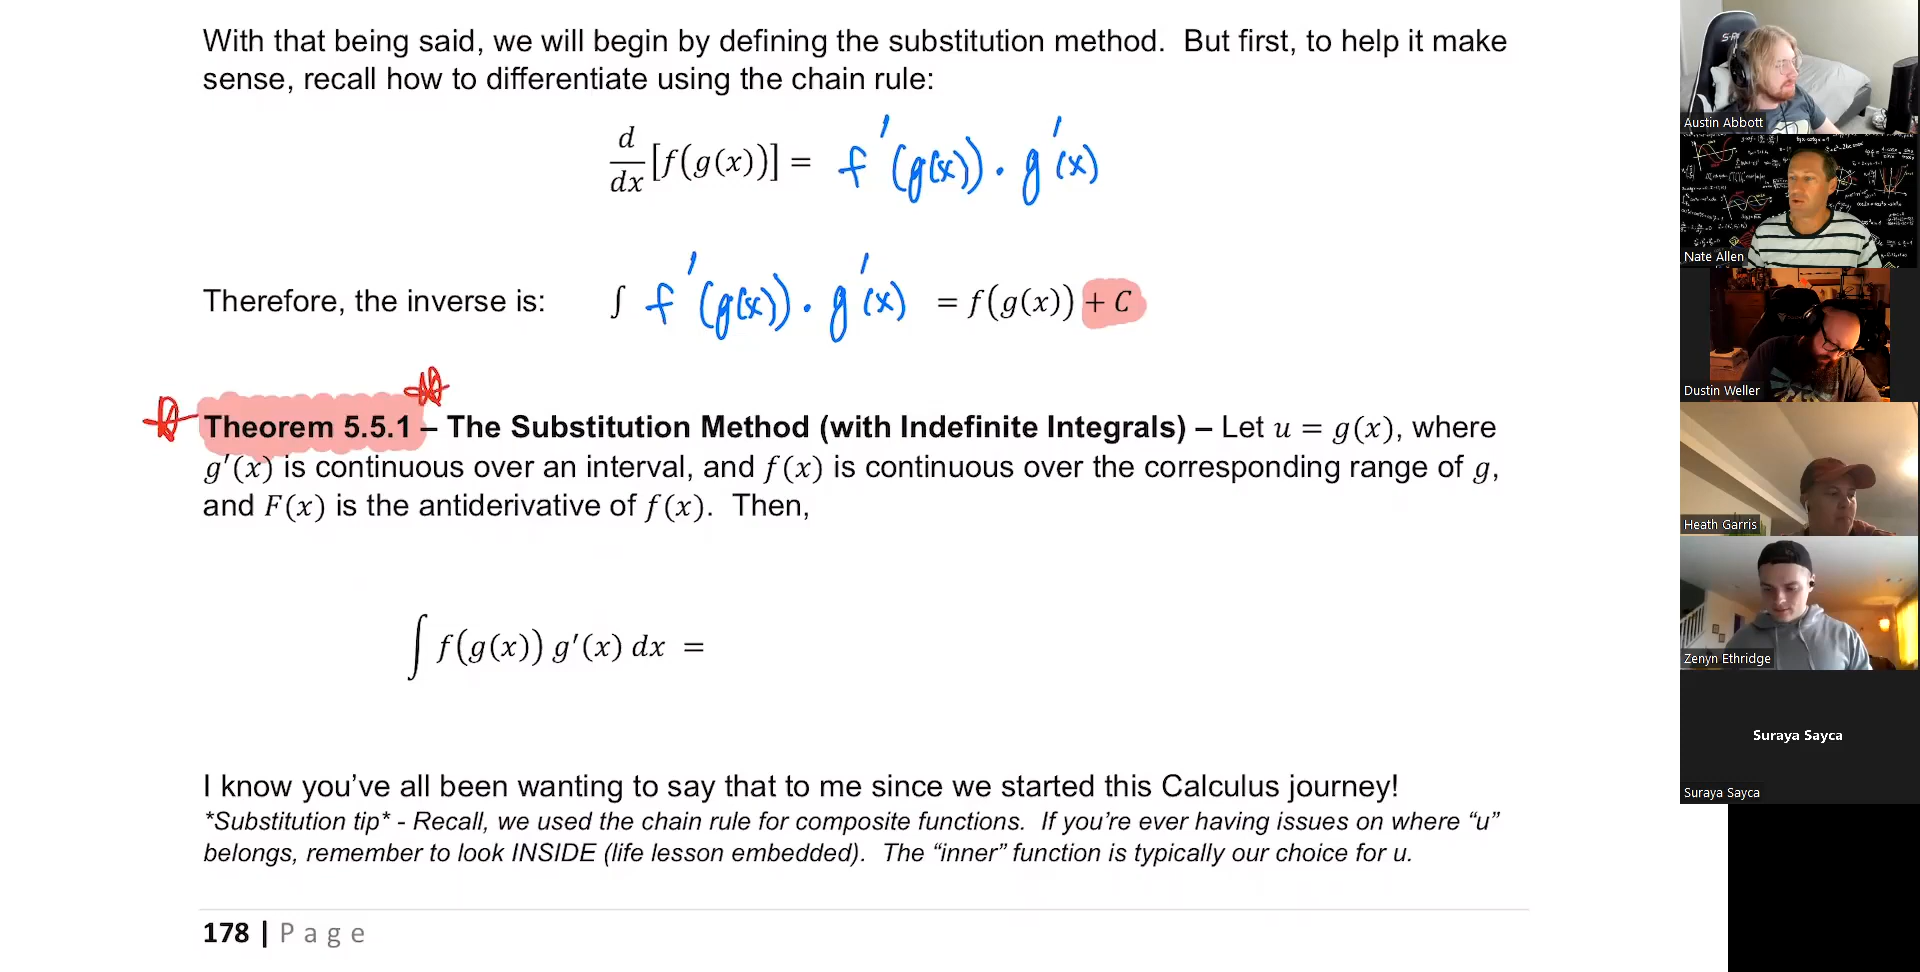 With that being said, we will begin by defining the substitution method. But first, to help it make
sense, recall how to differentiate using the chain rule:
d/dx [f(g(x))] = f'(g(x)) · g'(x)
Therefore, the inverse is: ∫ f'(g(x)) · g'(x) = f(g(x)) + C
Theorem 5.5.1 – The Substitution Method (with Indefinite Integrals) – Let u = g(x), where
g′(x) is continuous over an interval, and f(x) is continuous over the corresponding range of g,
and F(x) is the antiderivative of f(x). Then,
∫ f(g(x)) g′(x) dx =
I know you’ve all been wanting to say that to me since we started this Calculus journey!
*Substitution tip* - Recall, we used the chain rule for composite functions. If you’re ever having issues on where “u”
belongs, remember to look INSIDE (life lesson embedded). The “inner” function is typically our choice for u.
178 | Page
Austin Abbott
Nate Allen
Dustin Weller
Heath Garris
Zenyn Ethridge
Suraya Sayca
Suraya Sayca